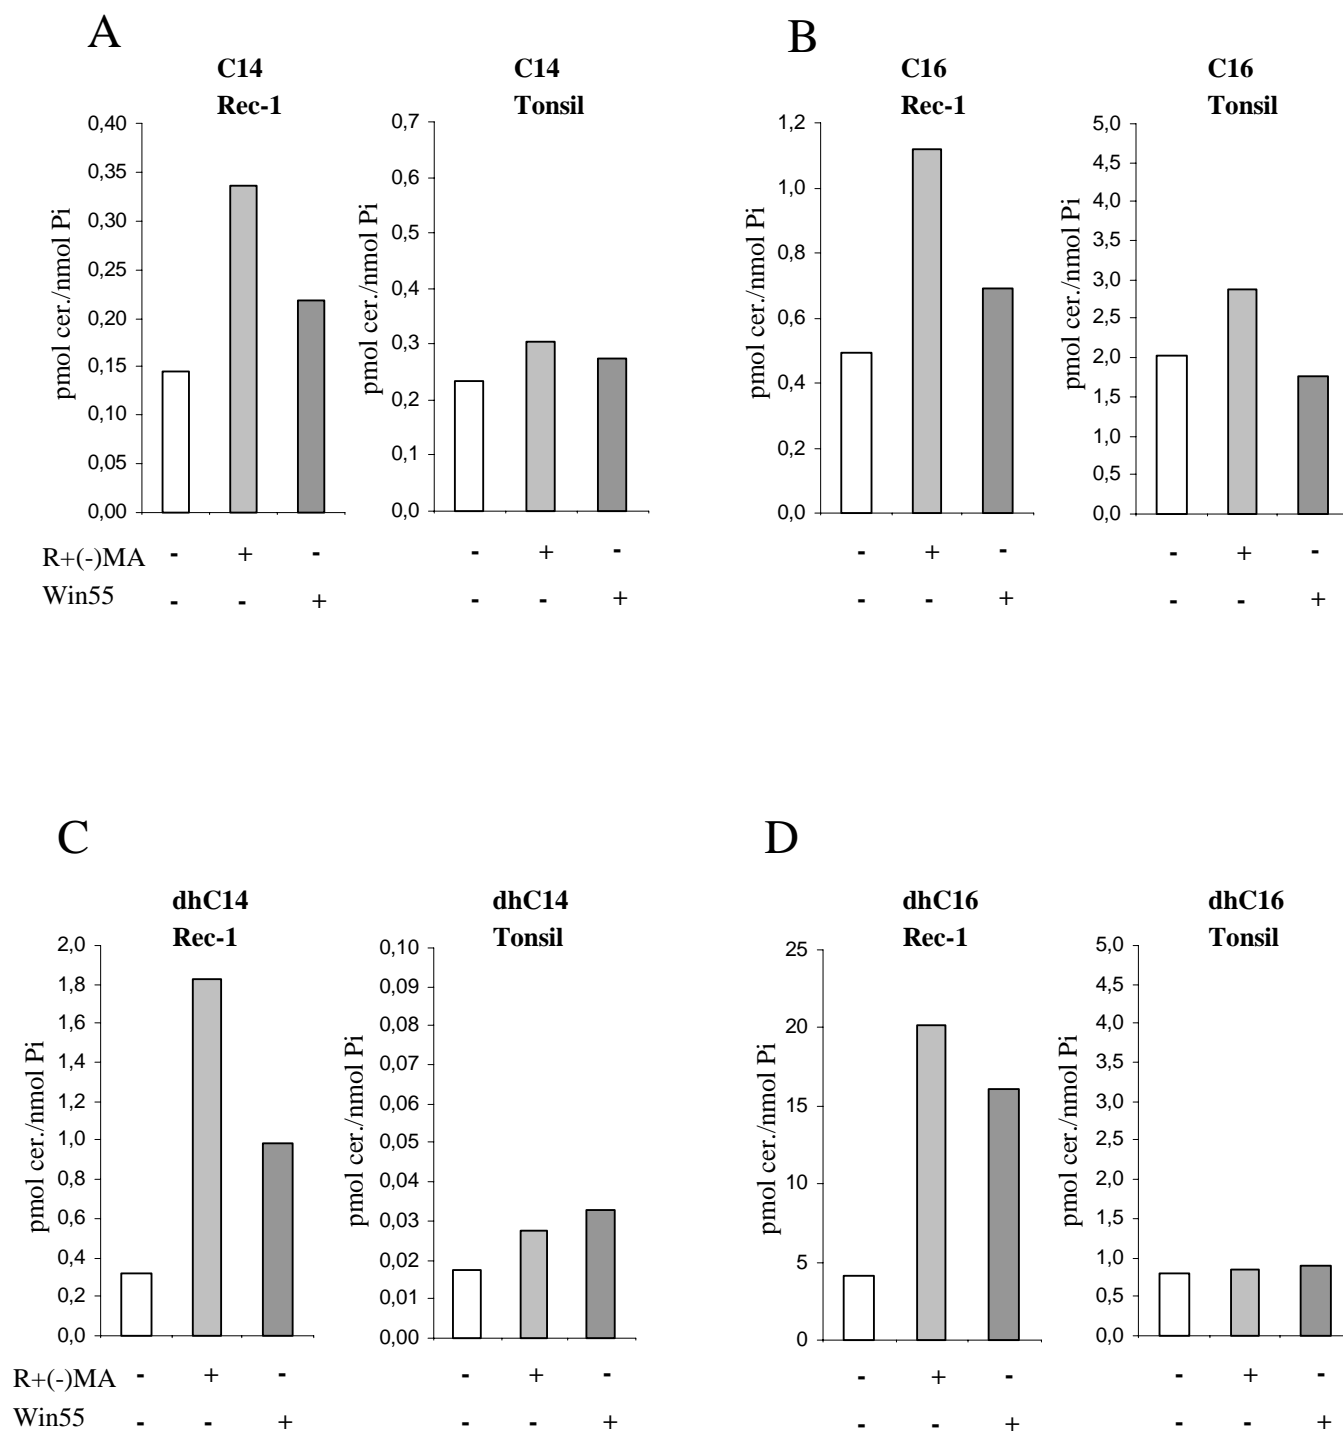 A
C14
Rec-1
0,40
0,35
0,30
0,25
0,20
0,15
0,10
0,05
0,00
pmol cer./nmol Pi
C14
Tonsil
0,7
0,6
0,5
0,4
0,3
0,2
0,1
0,0
pmol cer./nmol Pi
R+(-)MA - + - - + -
Win55 - - + - - +
B
C16
Rec-1
1,2
1,0
0,8
0,6
0,4
0,2
0,0
pmol cer./nmol Pi
C16
Tonsil
5,0
4,5
4,0
3,5
3,0
2,5
2,0
1,5
1,0
0,5
0,0
pmol cer./nmol Pi
- + - - + -
- - + - - +
C
dhC14
Rec-1
2,0
1,8
1,6
1,4
1,2
1,0
0,8
0,6
0,4
0,2
0,0
pmol cer./nmol Pi
dhC14
Tonsil
0,10
0,09
0,08
0,07
0,06
0,05
0,04
0,03
0,02
0,01
0,00
pmol cer./nmol Pi
R+(-)MA - + - - + -
Win55 - - + - - +
D
dhC16
Rec-1
25
20
15
10
5
0
pmol cer./nmol Pi
dhC16
Tonsil
5,0
4,5
4,0
3,5
3,0
2,5
2,0
1,5
1,0
0,5
0,0
pmol cer./nmol Pi
- + - - + -
- - + - - +